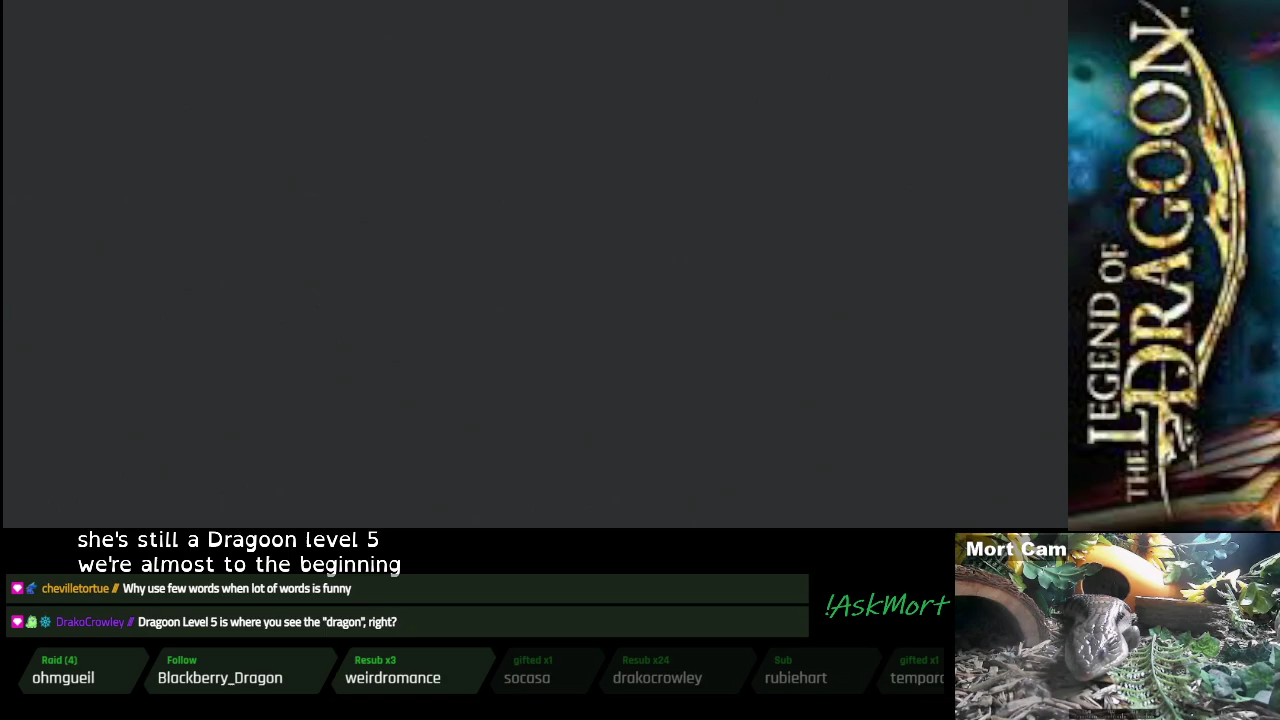 THE LEGEND OF DRAGOON
she's still a Dragoon level 5
we're almost to the beginning
chevilletortue // Why use few words when lot of words is funny
DrakoCrowley // Dragoon Level 5 is where you see the "dragon", right?
!AskMort
Mort Cam
Raid (4)
ohmgueil
Follow
Blackberry_Dragon
Resub x3
weirdromance
gifted x1
socasa
Resub x24
drakocrowley
Sub
rubiehart
gifted x1
temporc